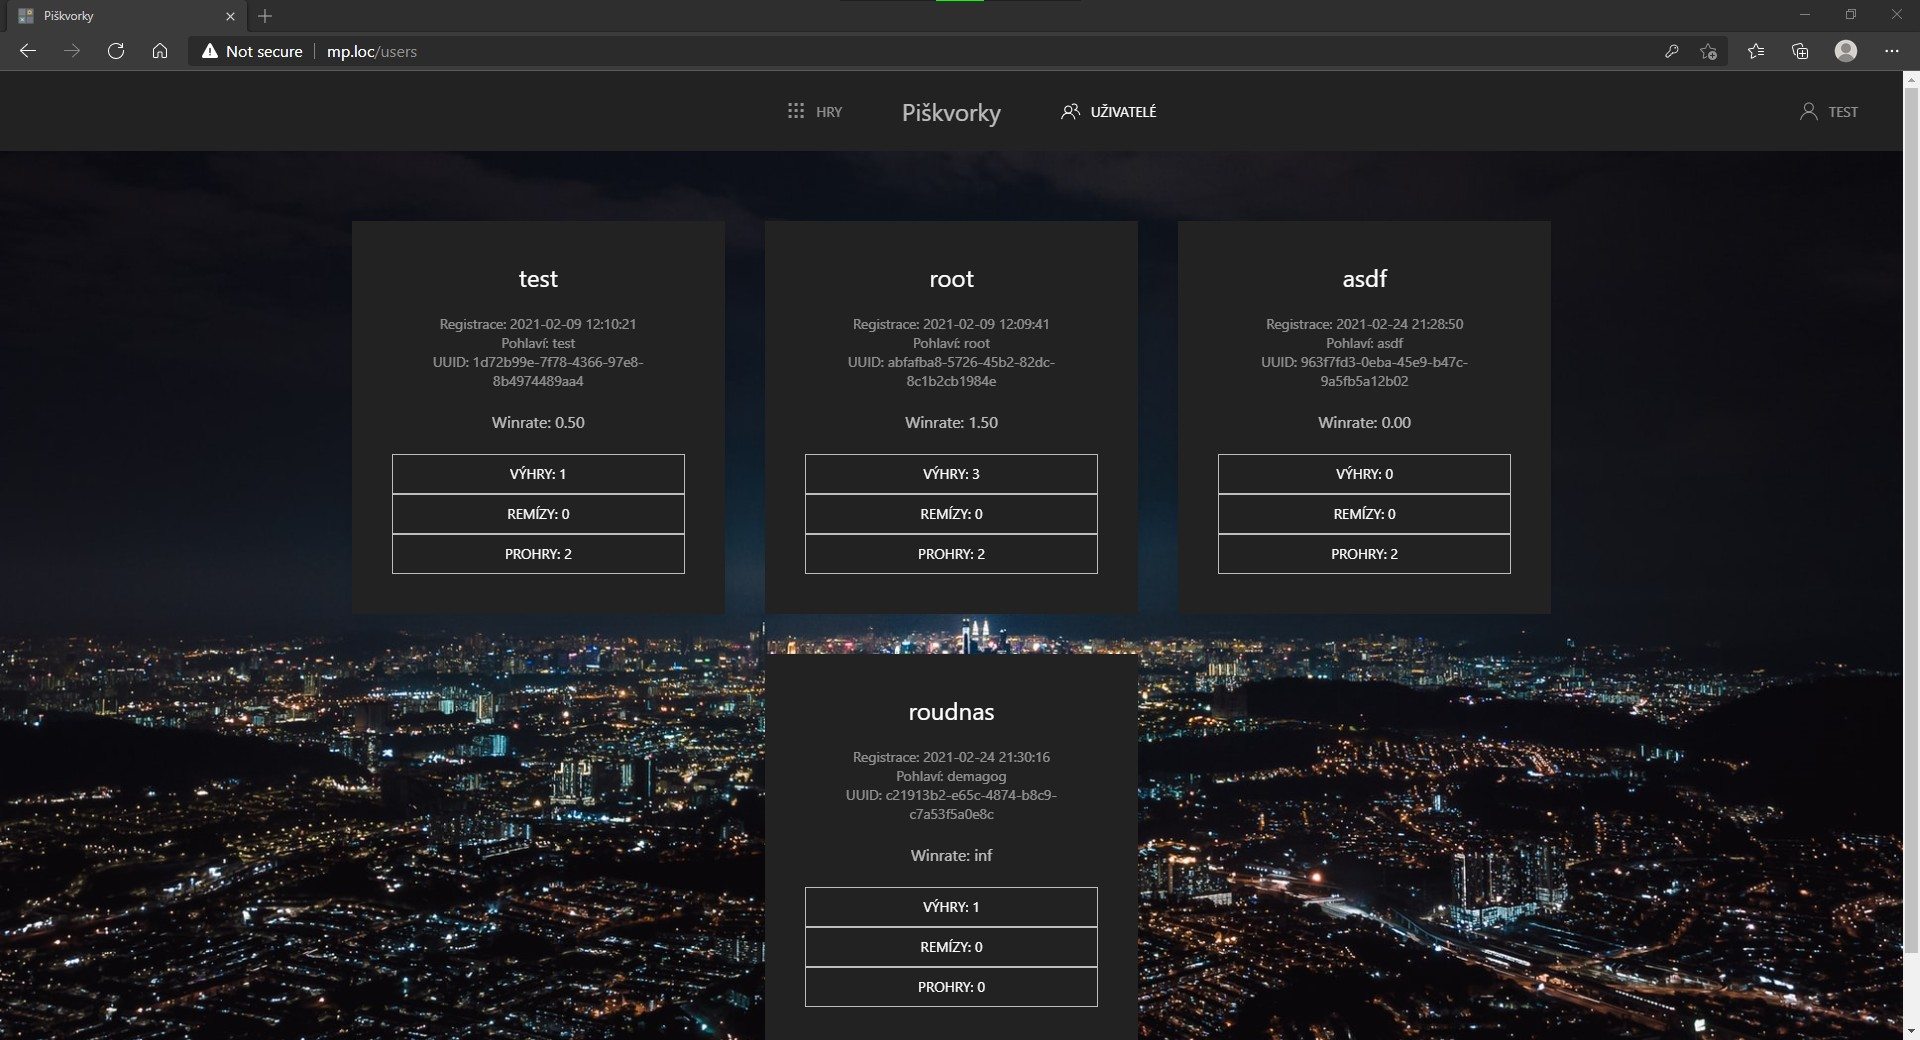 Piškvorky
Not secure
mp.loc/users
HRY
Piškvorky
UŽIVATELÉ
TEST
test
Registrace: 2021-02-09 12:10:21
Pohlaví: test
UUID: 1d72b99e-7f78-4366-97e8-
8b4974489aa4
Winrate: 0.50
VÝHRY: 1
REMÍZY: 0
PROHRY: 2
root
Registrace: 2021-02-09 12:09:41
Pohlaví: root
UUID: abfafba8-5726-45b2-82dc-
8c1b2cb1984e
Winrate: 1.50
VÝHRY: 3
REMÍZY: 0
PROHRY: 2
asdf
Registrace: 2021-02-24 21:28:50
Pohlaví: asdf
UUID: 963f7fd3-0eba-45e9-b47c-
9a5fb5a12b02
Winrate: 0.00
VÝHRY: 0
REMÍZY: 0
PROHRY: 2
roudnas
Registrace: 2021-02-24 21:30:16
Pohlaví: demagog
UUID: c21913b2-e65c-4874-b8c9-
c7a53f5a0e8c
Winrate: inf
VÝHRY: 1
REMÍZY: 0
PROHRY: 0